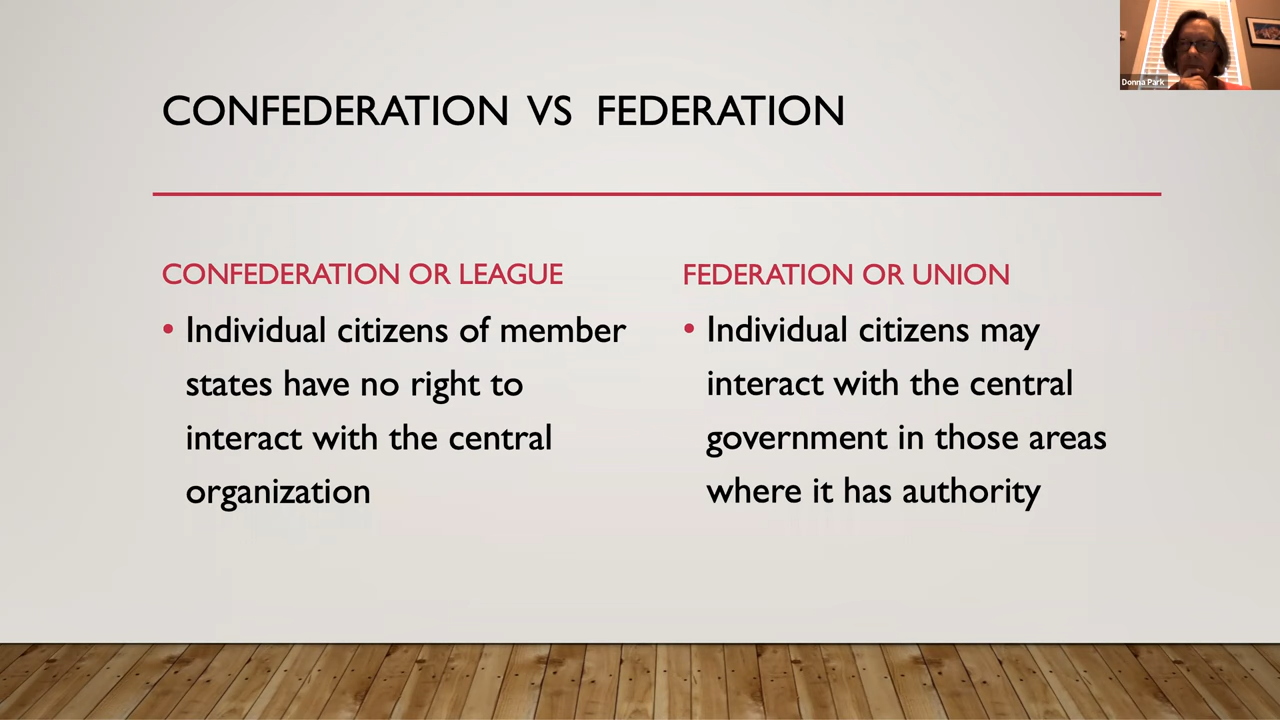 Donna Park
CONFEDERATION VS FEDERATION
CONFEDERATION OR LEAGUE
• Individual citizens of member
states have no right to
interact with the central
organization
FEDERATION OR UNION
• Individual citizens may
interact with the central
government in those areas
where it has authority